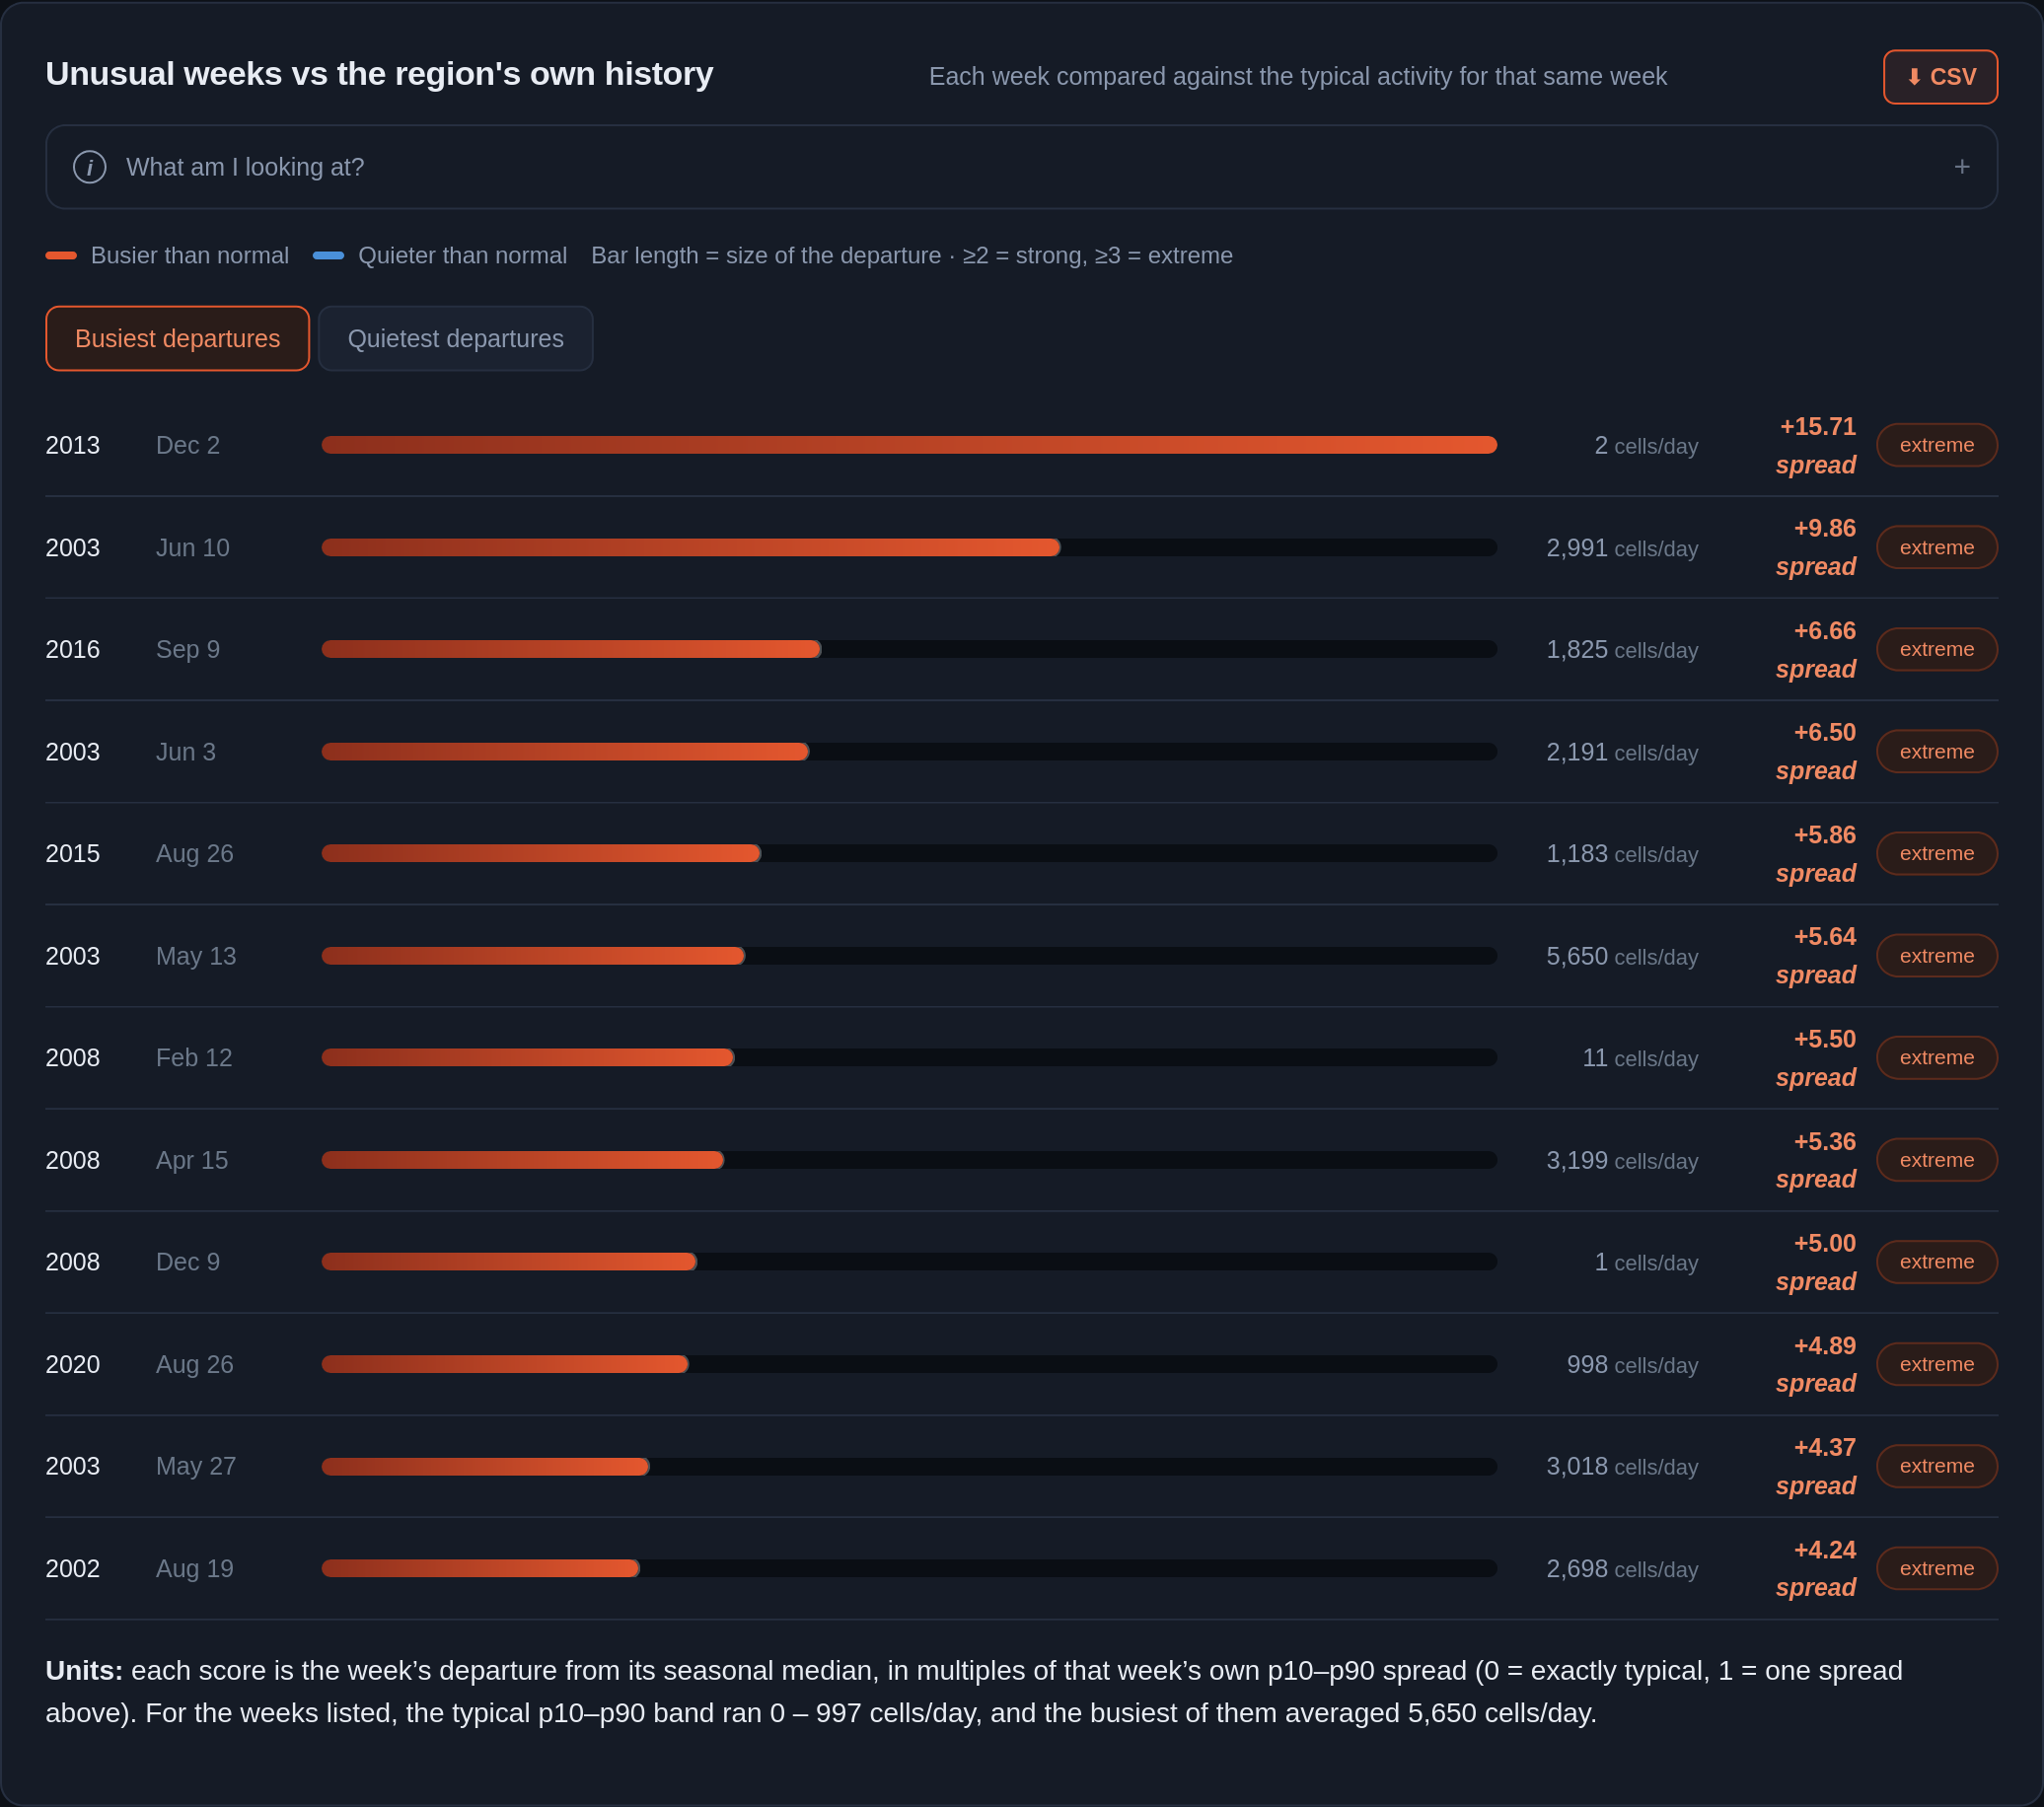 Unusual weeks vs the region's own history
Each week compared against the typical activity for that same week
⬇ CSV
i What am I looking at? +
Busier than normal Quieter than normal Bar length = size of the departure · ≥2 = strong, ≥3 = extreme
Busiest departures Quietest departures
2013 Dec 2 2 cells/day +15.71 spread extreme
2003 Jun 10 2,991 cells/day +9.86 spread extreme
2016 Sep 9 1,825 cells/day +6.66 spread extreme
2003 Jun 3 2,191 cells/day +6.50 spread extreme
2015 Aug 26 1,183 cells/day +5.86 spread extreme
2003 May 13 5,650 cells/day +5.64 spread extreme
2008 Feb 12 11 cells/day +5.50 spread extreme
2008 Apr 15 3,199 cells/day +5.36 spread extreme
2008 Dec 9 1 cells/day +5.00 spread extreme
2020 Aug 26 998 cells/day +4.89 spread extreme
2003 May 27 3,018 cells/day +4.37 spread extreme
2002 Aug 19 2,698 cells/day +4.24 spread extreme
Units: each score is the week’s departure from its seasonal median, in multiples of that week’s own p10–p90 spread (0 = exactly typical, 1 = one spread
above). For the weeks listed, the typical p10–p90 band ran 0 – 997 cells/day, and the busiest of them averaged 5,650 cells/day.